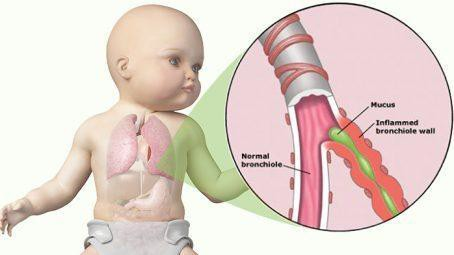 Mucus
Inflammed
bronchiole wall
Normal
bronchiole